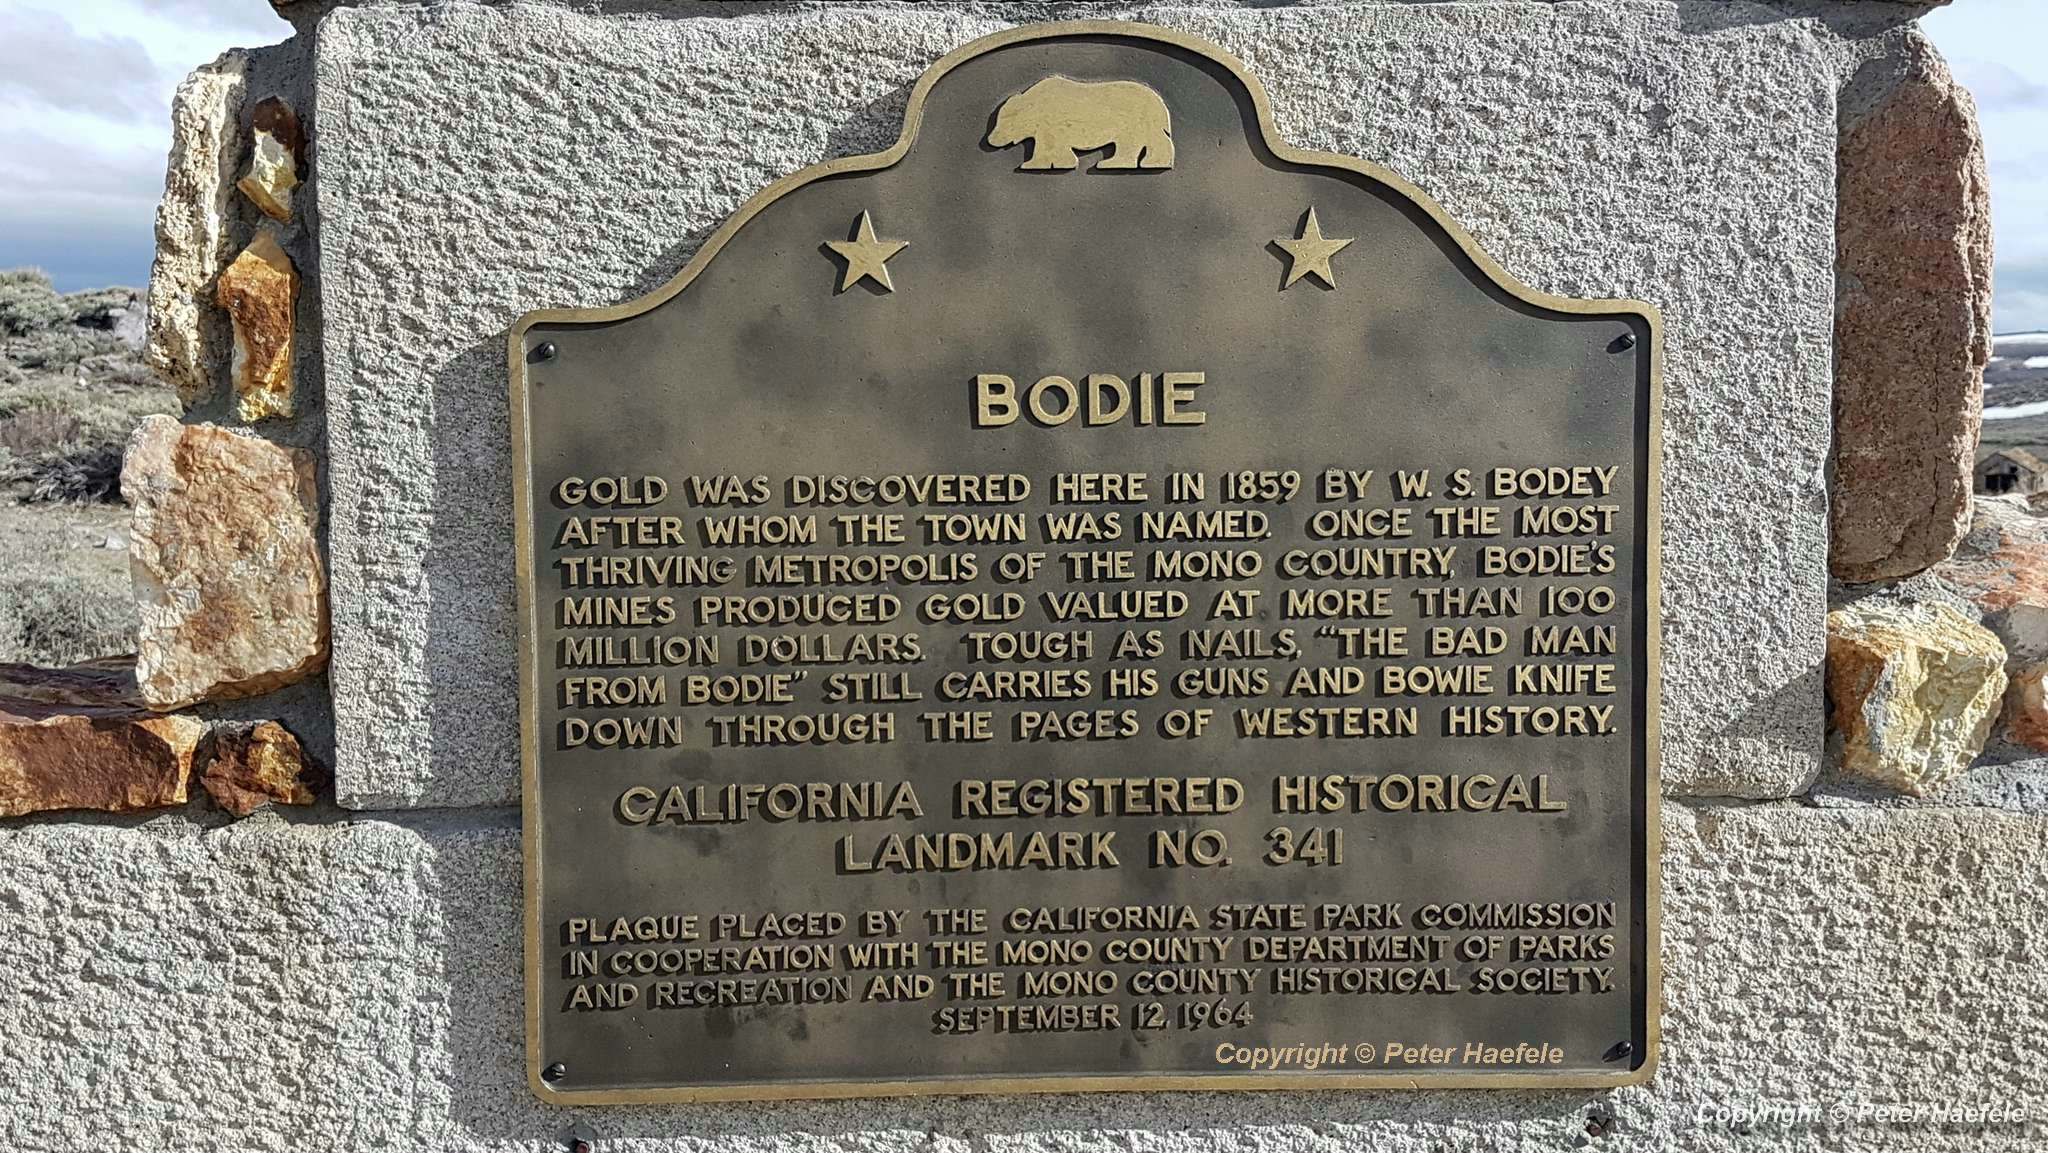 BODIE
GOLD WAS DISCOVERED HERE IN 1859 BY W. S. BODEY
AFTER WHOM THE TOWN WAS NAMED. ONCE THE MOST
THRIVING METROPOLIS OF THE MONO COUNTRY, BODIE'S
MINES PRODUCED GOLD VALUED AT MORE THAN 100
MILLION DOLLARS. TOUGH AS NAILS, "THE BAD MAN
FROM BODIE" STILL CARRIES HIS GUNS AND BOWIE KNIFE
DOWN THROUGH THE PAGES OF WESTERN HISTORY.
CALIFORNIA REGISTERED HISTORICAL
LANDMARK NO. 341
PLAQUE PLACED BY THE CALIFORNIA STATE PARK COMMISSION
IN COOPERATION WITH THE MONO COUNTY DEPARTMENT OF PARKS
AND RECREATION AND THE MONO COUNTY HISTORICAL SOCIETY.
SEPTEMBER 12, 1964
Copyright © Peter Haefele
Copyright © Peter Haefele